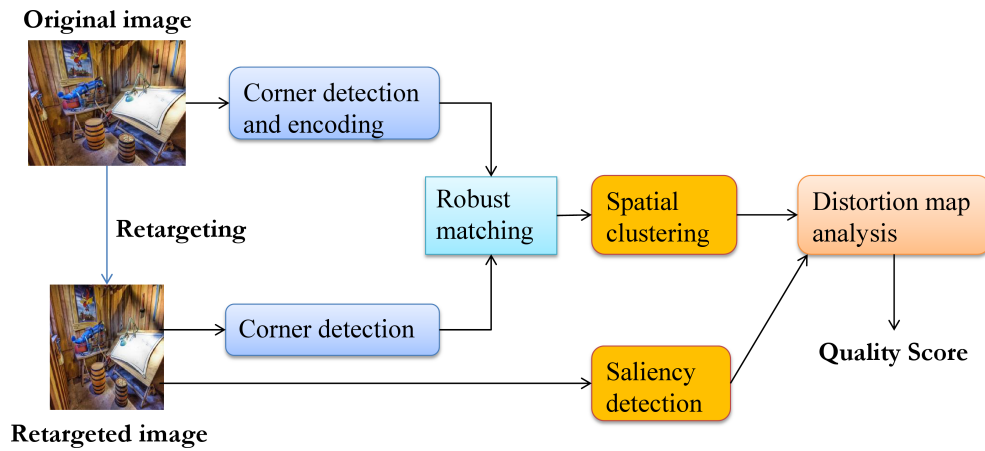 Original image
Corner detection
and encoding
Robust
matching
Spatial
clustering
Distortion map
analysis
Retargeting
Corner detection
Quality Score
Saliency
detection
Retargeted image